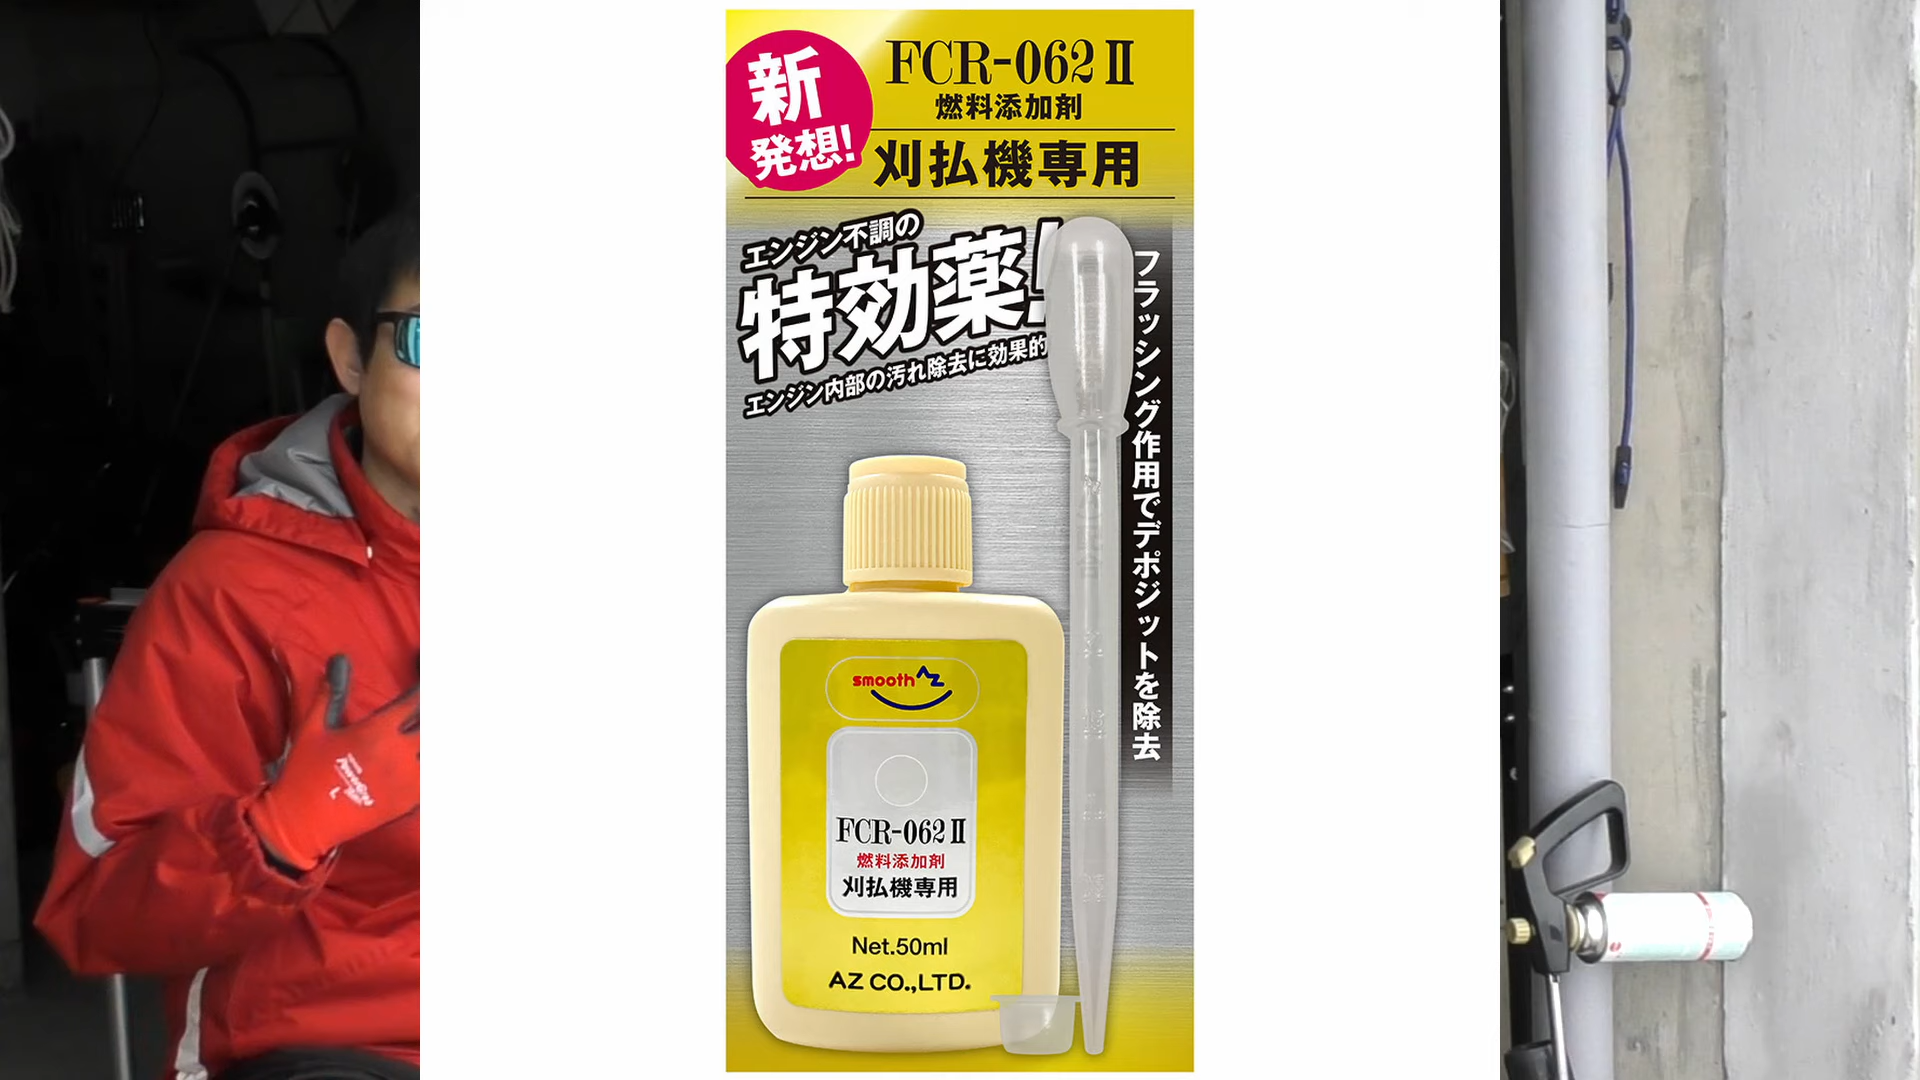 新
発想!
FCR-062Ⅱ
燃料添加剤
刈払機専用
エンジン不調の
特効薬!
エンジン内部の汚れ除去に効果的
フラッシング作用でデポジットを除去
smooth AZ
FCR-062Ⅱ
燃料添加剤
刈払機専用
Net.50ml
AZ CO.,LTD.